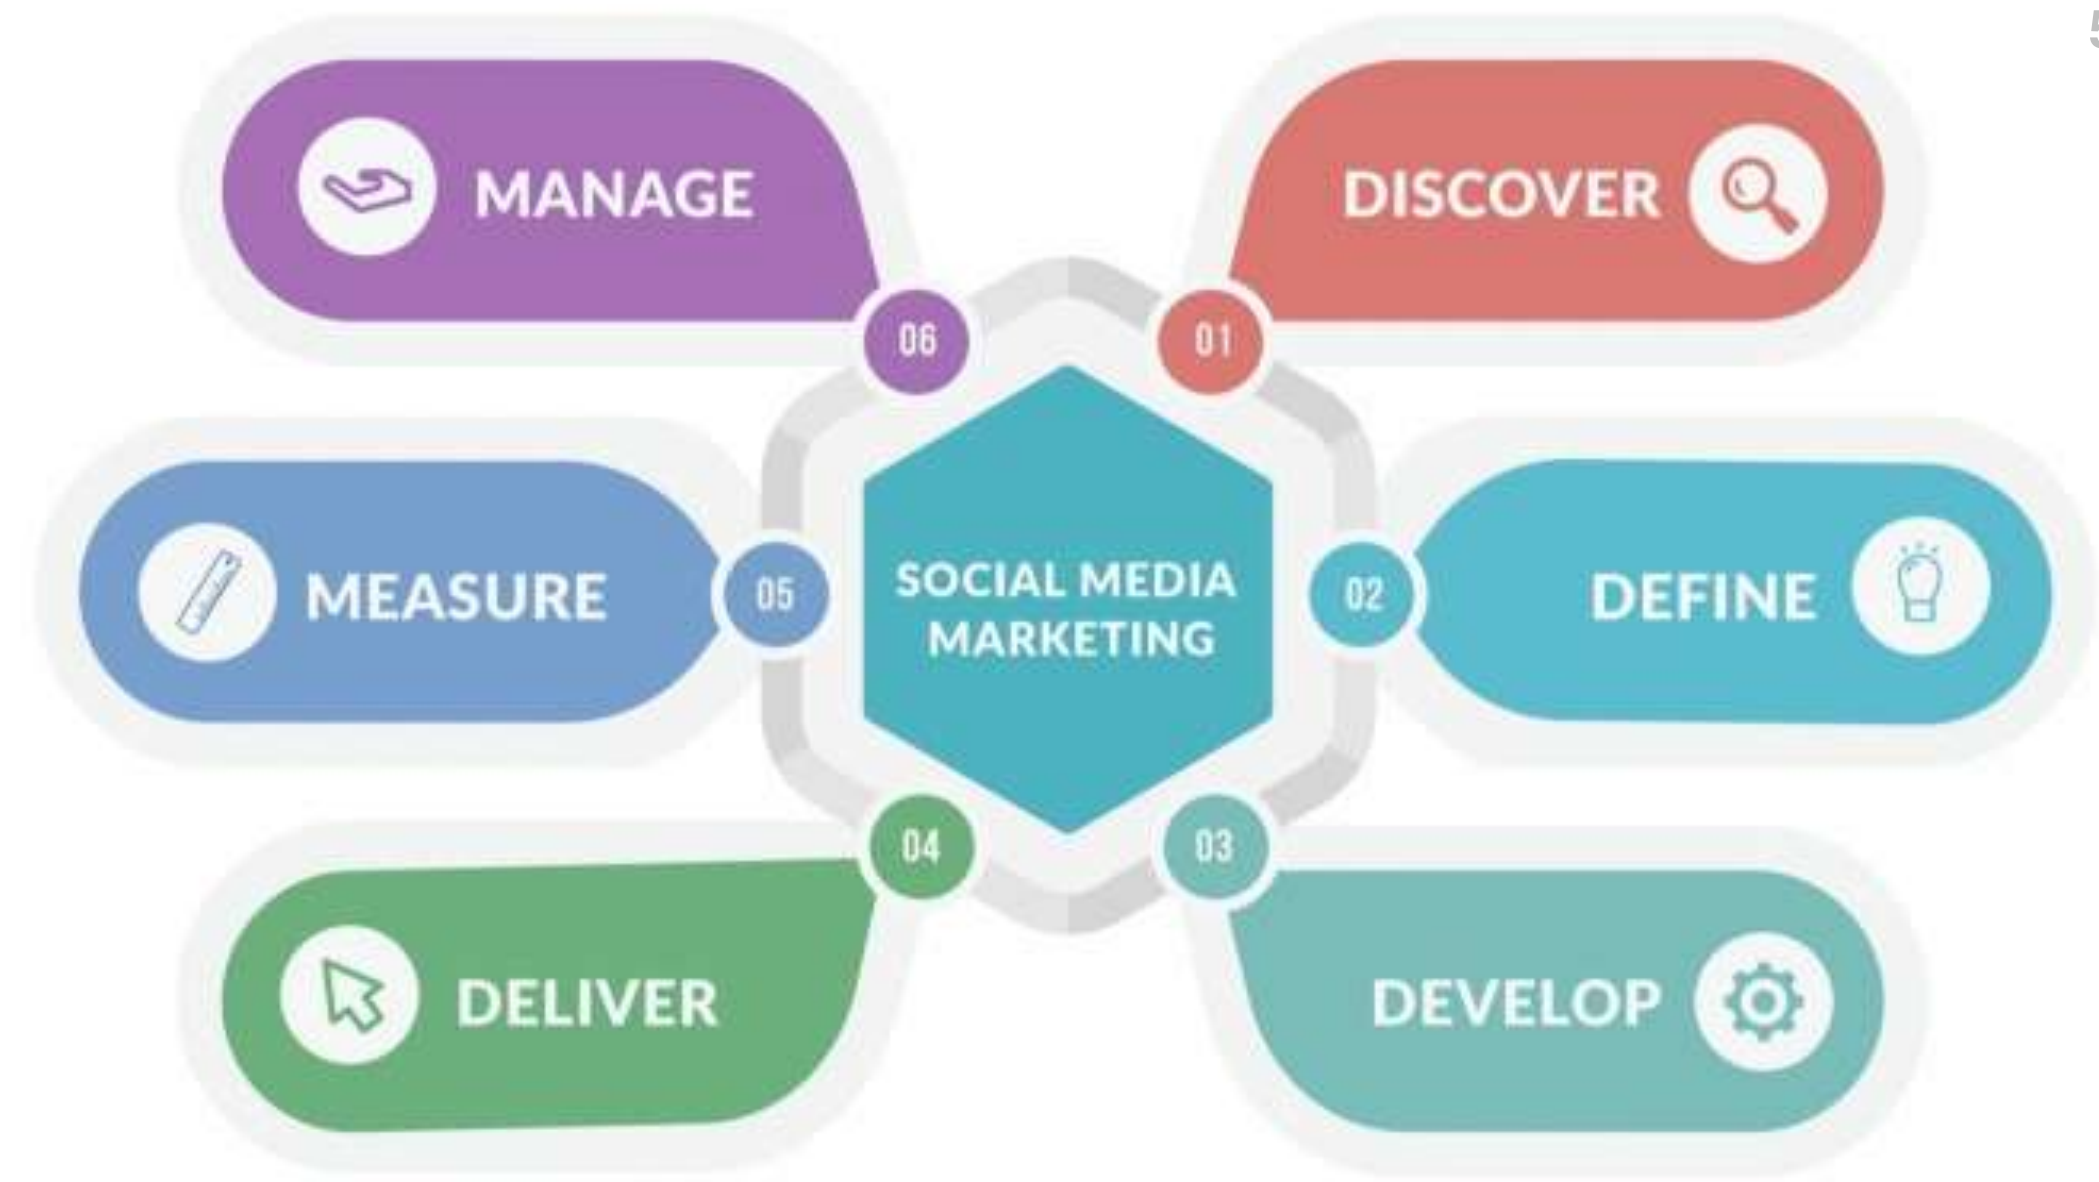 01
DISCOVER
02
DEFINE
03
DEVELOP
04
DELIVER
05
MEASURE
06
MANAGE
SOCIAL MEDIA
MARKETING